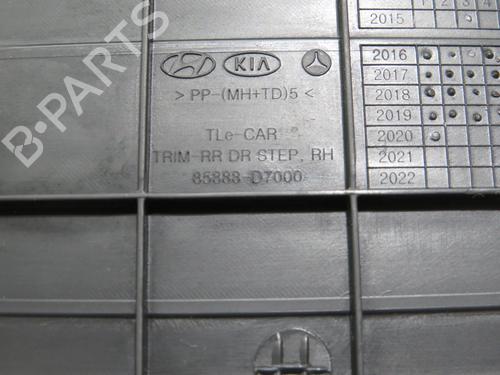 1 2 3 4
2015
KIA
2016
> PP-(MH+TD)5 <
2017
2018
TLe-CAR
2019
TRIM-RR DR STEP, RH
2020
85888-D7000
2021
2022
B-PARTS